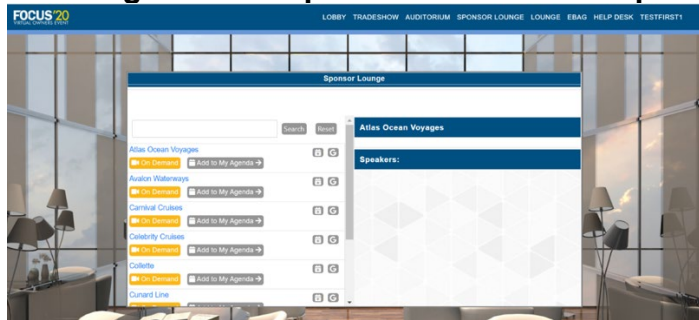 FOCUS'20
VIRTUAL OWNERS EVENT
LOBBY TRADESHOW AUDITORIUM SPONSOR LOUNGE LOUNGE EBAG HELP DESK TESTFIRST1
Sponsor Lounge
Search Reset
Atlas Ocean Voyages
On Demand Add to My Agenda →
Avalon Waterways
On Demand Add to My Agenda →
Carnival Cruises
On Demand Add to My Agenda →
Celebrity Cruises
On Demand Add to My Agenda →
Collette
On Demand Add to My Agenda →
Cunard Line
Atlas Ocean Voyages
Speakers: